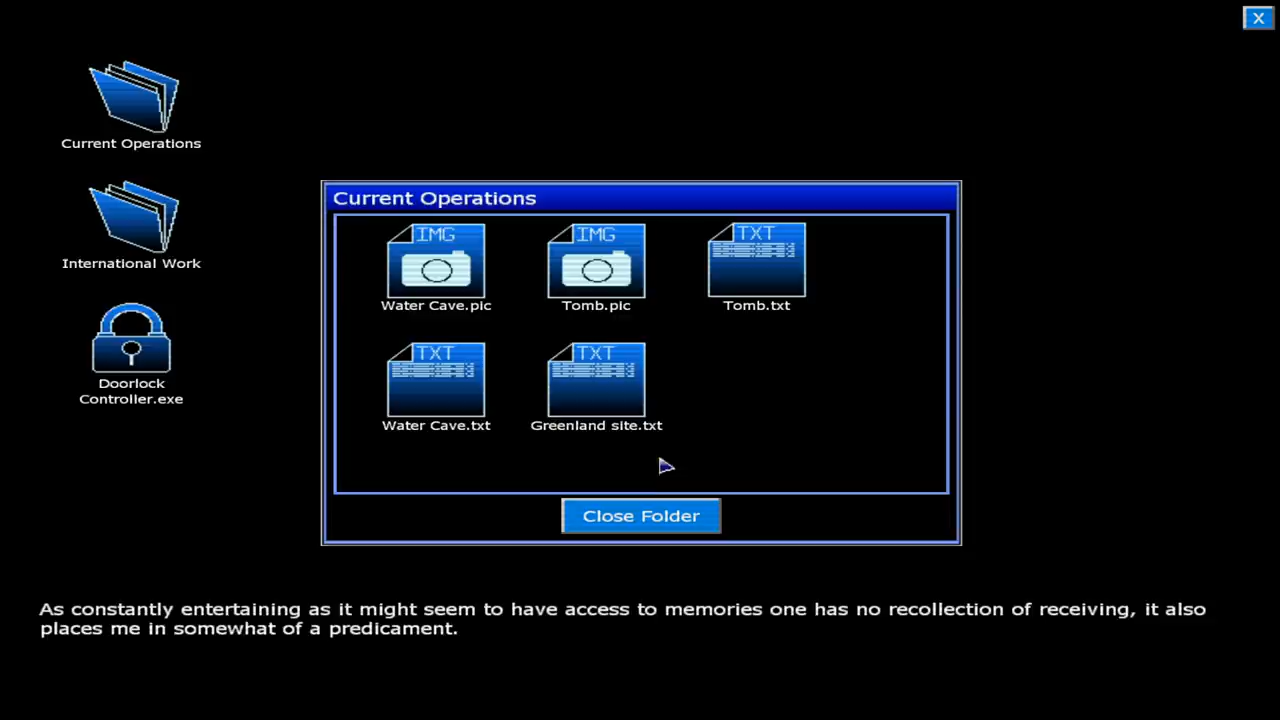 X
Current Operations
International Work
Doorlock
Controller.exe
Current Operations
IMG
IMG
TXT
Water Cave.pic
Tomb.pic
Tomb.txt
TXT
TXT
Water Cave.txt
Greenland site.txt
Close Folder
As constantly entertaining as it might seem to have access to memories one has no recollection of receiving, it also
places me in somewhat of a predicament.